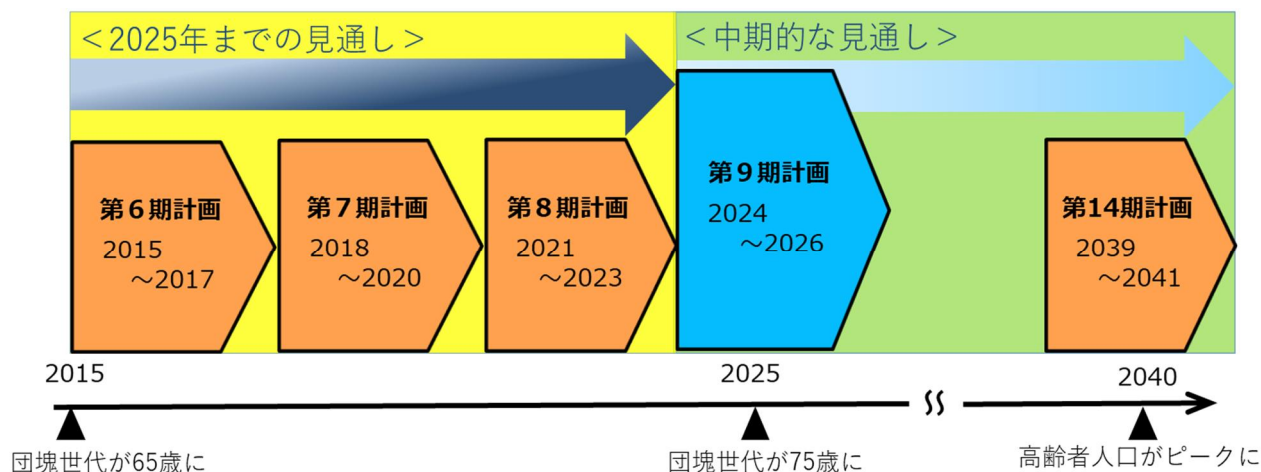 ＜2025年までの見通し＞
＜中期的な見通し＞
第６期計画
2015
～2017
第７期計画
2018
～2020
第８期計画
2021
～2023
第９期計画
2024
～2026
第14期計画
2039
～2041
2015
2025
2040
団塊世代が65歳に
団塊世代が75歳に
高齢者人口がピークに